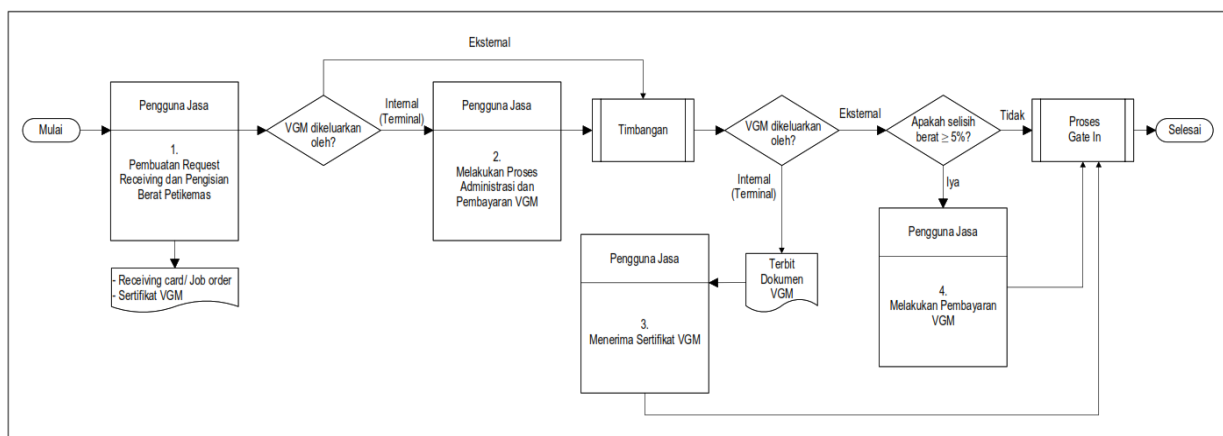 Eksternal
Mulai
Pengguna Jasa
1.
Pembuatan Request
Receiving dan Pengisian
Berat Petikemas
- Receiving card/ Job order
- Sertifikat VGM
VGM dikeluarkan
oleh?
Internal
(Terminal)
Pengguna Jasa
2.
Melakukan Proses
Administrasi dan
Pembayaran VGM
Timbangan
VGM dikeluarkan
oleh?
Eksternal
Internal
(Terminal)
Terbit
Dokumen
VGM
Pengguna Jasa
3.
Menerima Sertifikat VGM
Apakah selisih
berat ≥ 5%?
Tidak
Iya
Pengguna Jasa
4.
Melakukan Pembayaran
VGM
Proses
Gate In
Selesai